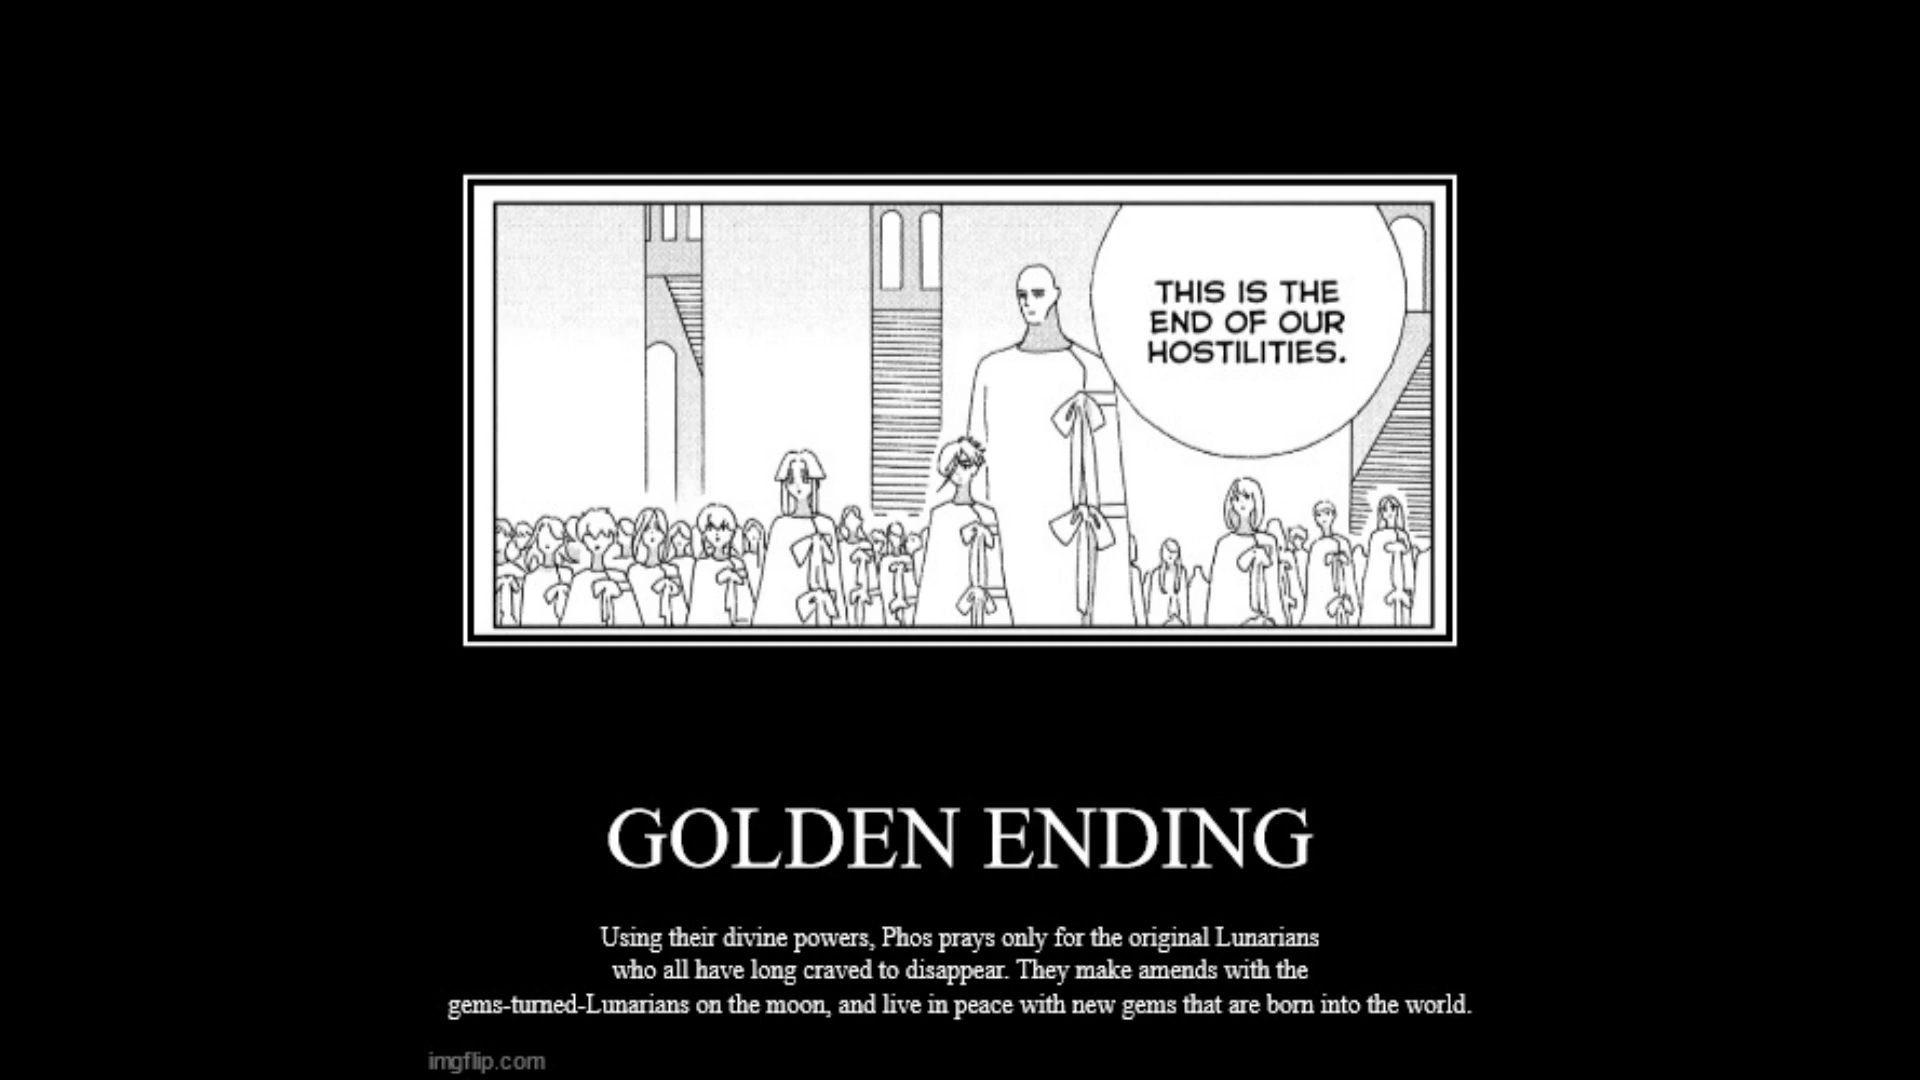 THIS IS THE
END OF OUR
HOSTILITIES.
GOLDEN ENDING
Using their divine powers, Phos prays only for the original Lunarians
who all have long craved to disappear. They make amends with the
gems-turned-Lunarians on the moon, and live in peace with new gems that are born into the world.
imgflip.com